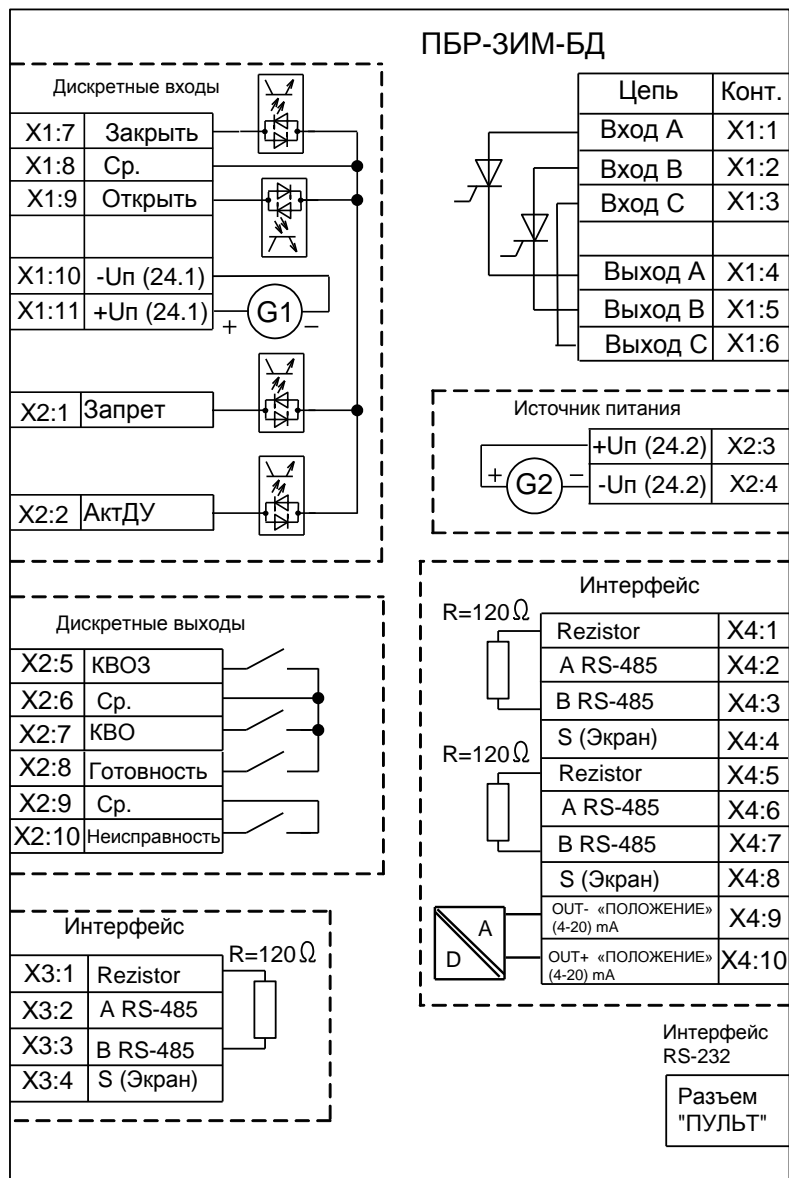 ПБР-3ИМ-БД
Дискретные входы
X1:7 Закрыть
X1:8 Ср.
X1:9 Открыть
X1:10 -Uп (24.1)
X1:11 +Uп (24.1)
+ G1 −
X2:1 Запрет
X2:2 АктДУ
Цепь Конт.
Вход А X1:1
Вход В X1:2
Вход С X1:3
Выход А X1:4
Выход В X1:5
Выход С X1:6
Источник питания
+Uп (24.2) X2:3
-Uп (24.2) X2:4
+ G2 −
Дискретные выходы
X2:5 КВОЗ
X2:6 Ср.
X2:7 КВО
X2:8 Готовность
X2:9 Ср.
X2:10 Неисправность
Интерфейс
R=120Ω
Rezistor X4:1
A RS-485 X4:2
B RS-485 X4:3
S (Экран) X4:4
R=120Ω
Rezistor X4:5
A RS-485 X4:6
B RS-485 X4:7
S (Экран) X4:8
A
D
OUT- «ПОЛОЖЕНИЕ»
(4-20) mA
X4:9
OUT+ «ПОЛОЖЕНИЕ»
(4-20) mA
X4:10
Интерфейс
R=120Ω
X3:1 Rezistor
X3:2 A RS-485
X3:3 B RS-485
X3:4 S (Экран)
Интерфейс
RS-232
Разъем
"ПУЛЬТ"